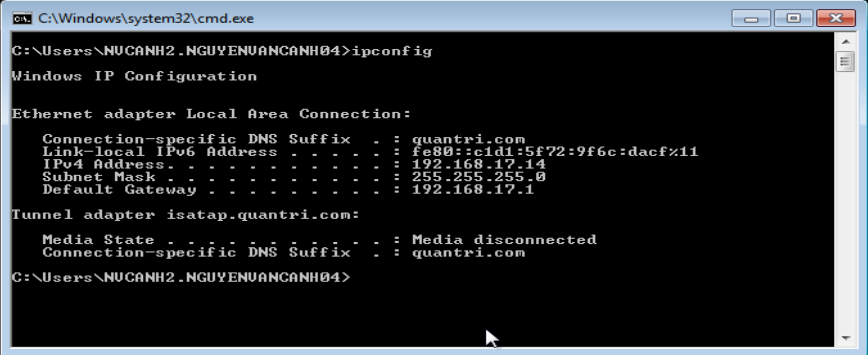 C:\Windows\system32\cmd.exe
C:\Users\NVCANH2.NGUYENVANCANH04>ipconfig
Windows IP Configuration
Ethernet adapter Local Area Connection:
Connection-specific DNS Suffix . : quantri.com
Link-local IPv6 Address . . . . . : fe80::c1d1:5f72:9f6c:dacf%11
IPv4 Address. . . . . . . . . . . : 192.168.17.14
Subnet Mask . . . . . . . . . . . : 255.255.255.0
Default Gateway . . . . . . . . . : 192.168.17.1
Tunnel adapter isatap.quantri.com:
Media State . . . . . . . . . . . : Media disconnected
Connection-specific DNS Suffix . : quantri.com
C:\Users\NVCANH2.NGUYENVANCANH04>